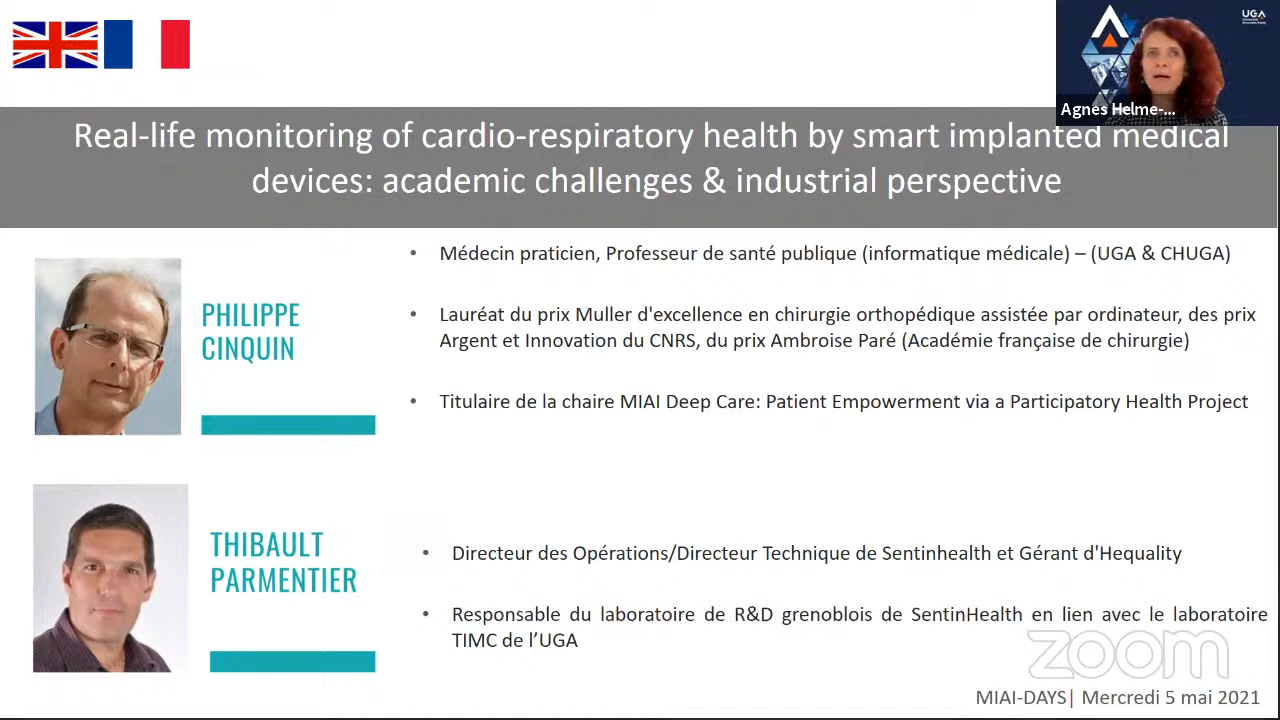 UGA
Agnes Helme-...
Real-life monitoring of cardio-respiratory health by smart implanted medical
devices: academic challenges & industrial perspective
PHILIPPE
CINQUIN
• Médecin praticien, Professeur de santé publique (informatique médicale) – (UGA & CHUGA)
• Lauréat du prix Muller d'excellence en chirurgie orthopédique assistée par ordinateur, des prix
Argent et Innovation du CNRS, du prix Ambroise Paré (Académie française de chirurgie)
• Titulaire de la chaire MIAI Deep Care: Patient Empowerment via a Participatory Health Project
THIBAULT
PARMENTIER
• Directeur des Opérations/Directeur Technique de Sentinhealth et Gérant d'Hequality
• Responsable du laboratoire de R&D grenoblois de SentinHealth en lien avec le laboratoire
TIMC de l’UGA
zoom
MIAI-DAYS| Mercredi 5 mai 2021